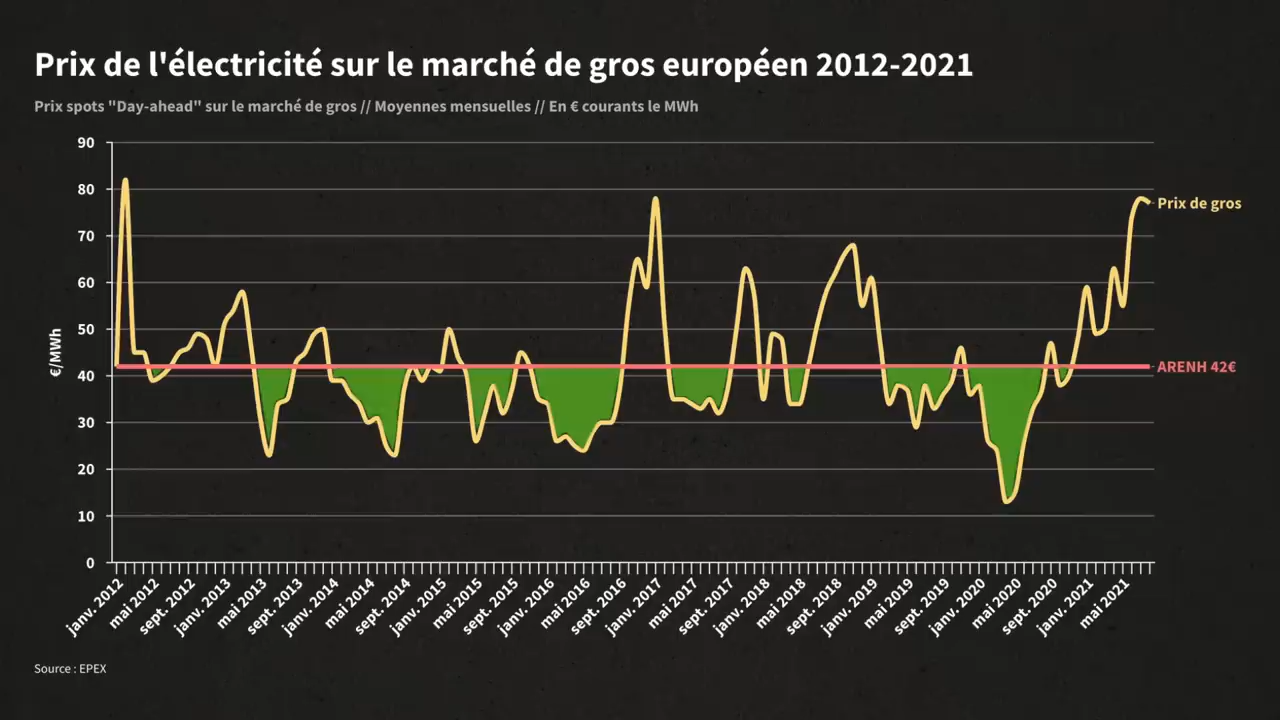 Prix de l'électricité sur le marché de gros européen 2012-2021
Prix spots "Day-ahead" sur le marché de gros // Moyennes mensuelles // En € courants le MWh
90
80
70
60
50
40
30
20
10
0
€/MWh
Prix de gros
ARENH 42€
janv. 2012
mai 2012
sept. 2012
janv. 2013
mai 2013
sept. 2013
janv. 2014
mai 2014
sept. 2014
janv. 2015
mai 2015
sept. 2015
janv. 2016
mai 2016
sept. 2016
janv. 2017
mai 2017
sept. 2017
janv. 2018
mai 2018
sept. 2018
janv. 2019
mai 2019
sept. 2019
janv. 2020
mai 2020
sept. 2020
janv. 2021
mai 2021
Source : EPEX